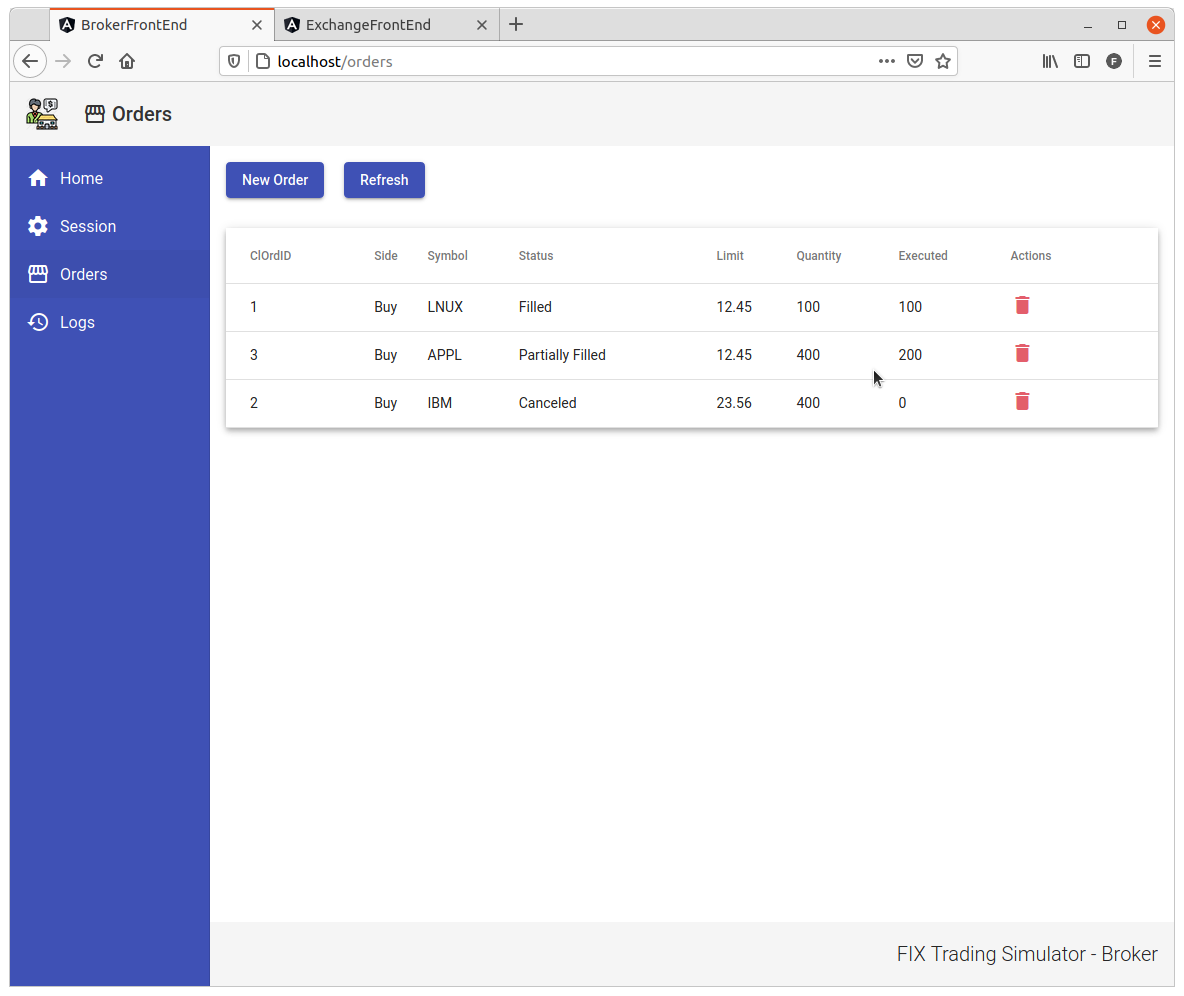 BrokerFrontEnd ExchangeFrontEnd
localhost/orders F
$ Orders
Home
Session
Orders
Logs
New Order Refresh
ClOrdID Side Symbol Status Limit Quantity Executed Actions
1 Buy LNUX Filled 12.45 100 100
3 Buy APPL Partially Filled 12.45 400 200
2 Buy IBM Canceled 23.56 400 0
FIX Trading Simulator - Broker